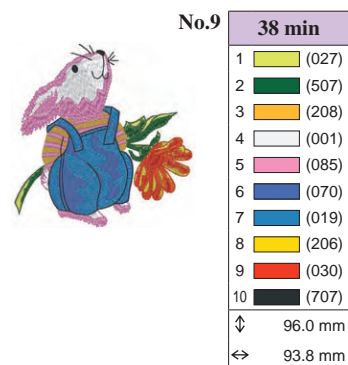 No.9
38 min
1 (027)
2 (507)
3 (208)
4 (001)
5 (085)
6 (070)
7 (019)
8 (206)
9 (030)
10 (707)
↕ 96.0 mm
↔ 93.8 mm